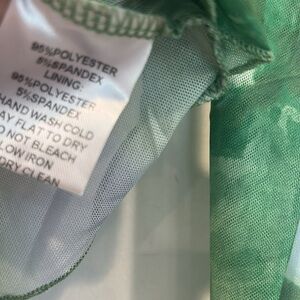 95%POLYESTER
5%SPANDEX
LINING:
95%POLYESTER
5%SPANDEX
HAND WASH COLD
AY FLAT TO DRY
O NOT BLEACH
LOW IRON
DRY CLEAN